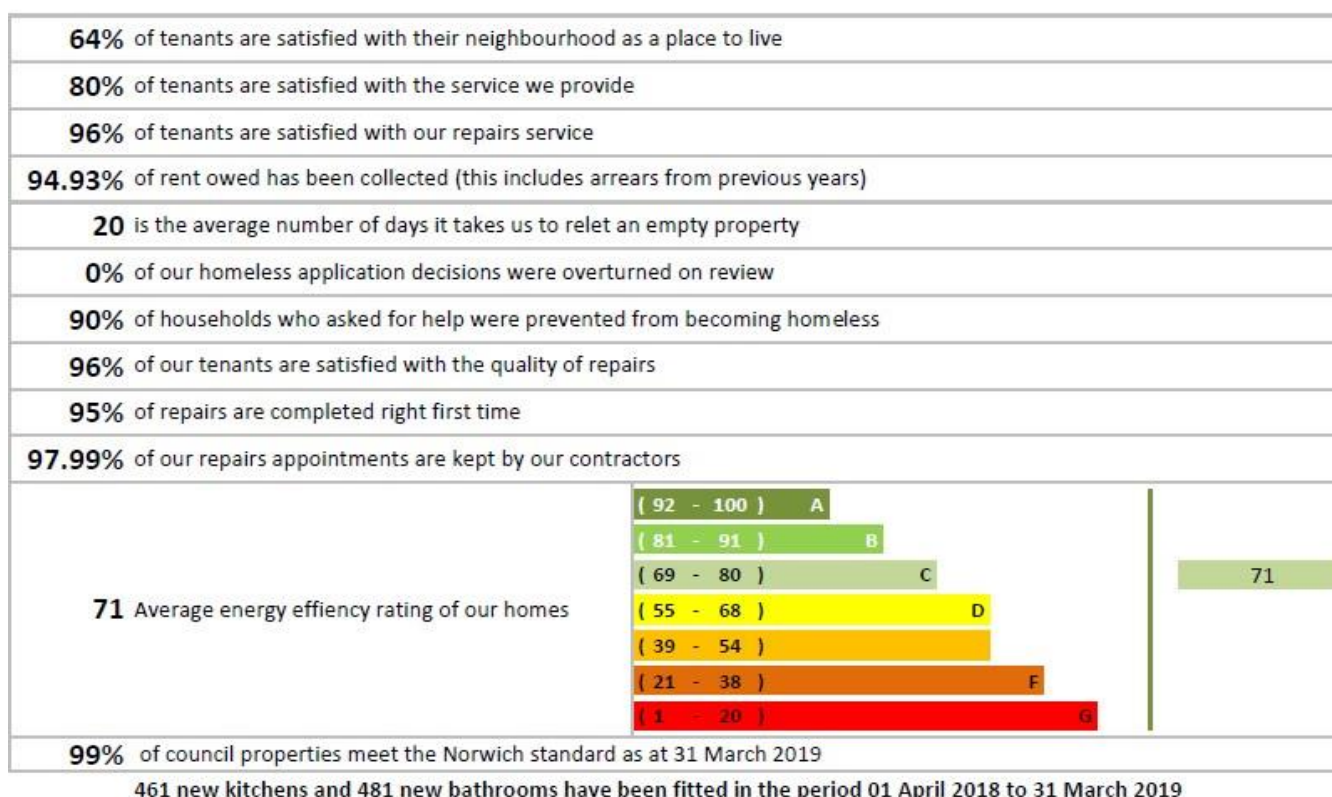 64% of tenants are satisfied with their neighbourhood as a place to live
80% of tenants are satisfied with the service we provide
96% of tenants are satisfied with our repairs service
94.93% of rent owed has been collected (this includes arrears from previous years)
20 is the average number of days it takes us to relet an empty property
0% of our homeless application decisions were overturned on review
90% of households who asked for help were prevented from becoming homeless
96% of our tenants are satisfied with the quality of repairs
95% of repairs are completed right first time
97.99% of our repairs appointments are kept by our contractors
71 Average energy effiency rating of our homes
( 92 - 100 ) A
( 81 - 91 ) B
( 69 - 80 ) C
71
( 55 - 68 ) D
( 39 - 54 )
( 21 - 38 ) F
( 1 - 20 ) G
99% of council properties meet the Norwich standard as at 31 March 2019
461 new kitchens and 481 new bathrooms have been fitted in the period 01 April 2018 to 31 March 2019